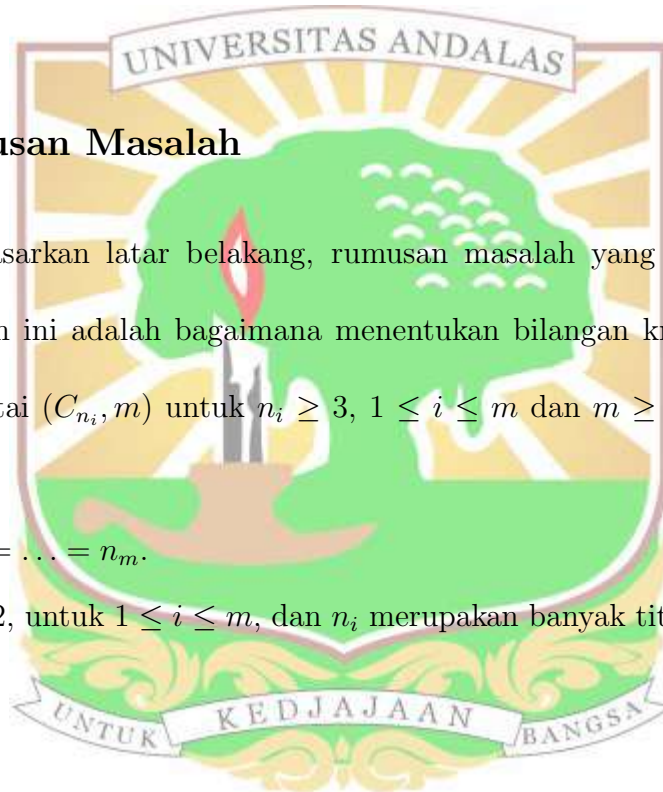 UNIVERSITAS ANDALAS
usan Masalah
sarkan latar belakang, rumusan masalah yang
n ini adalah bagaimana menentukan bilangan kr
tai (C_{n_i}, m) untuk n_i ≥ 3, 1 ≤ i ≤ m dan m ≥
= . . . = n_m.
2, untuk 1 ≤ i ≤ m, dan n_i merupakan banyak tit
UNTUK KEDJAJAAN BANGSA